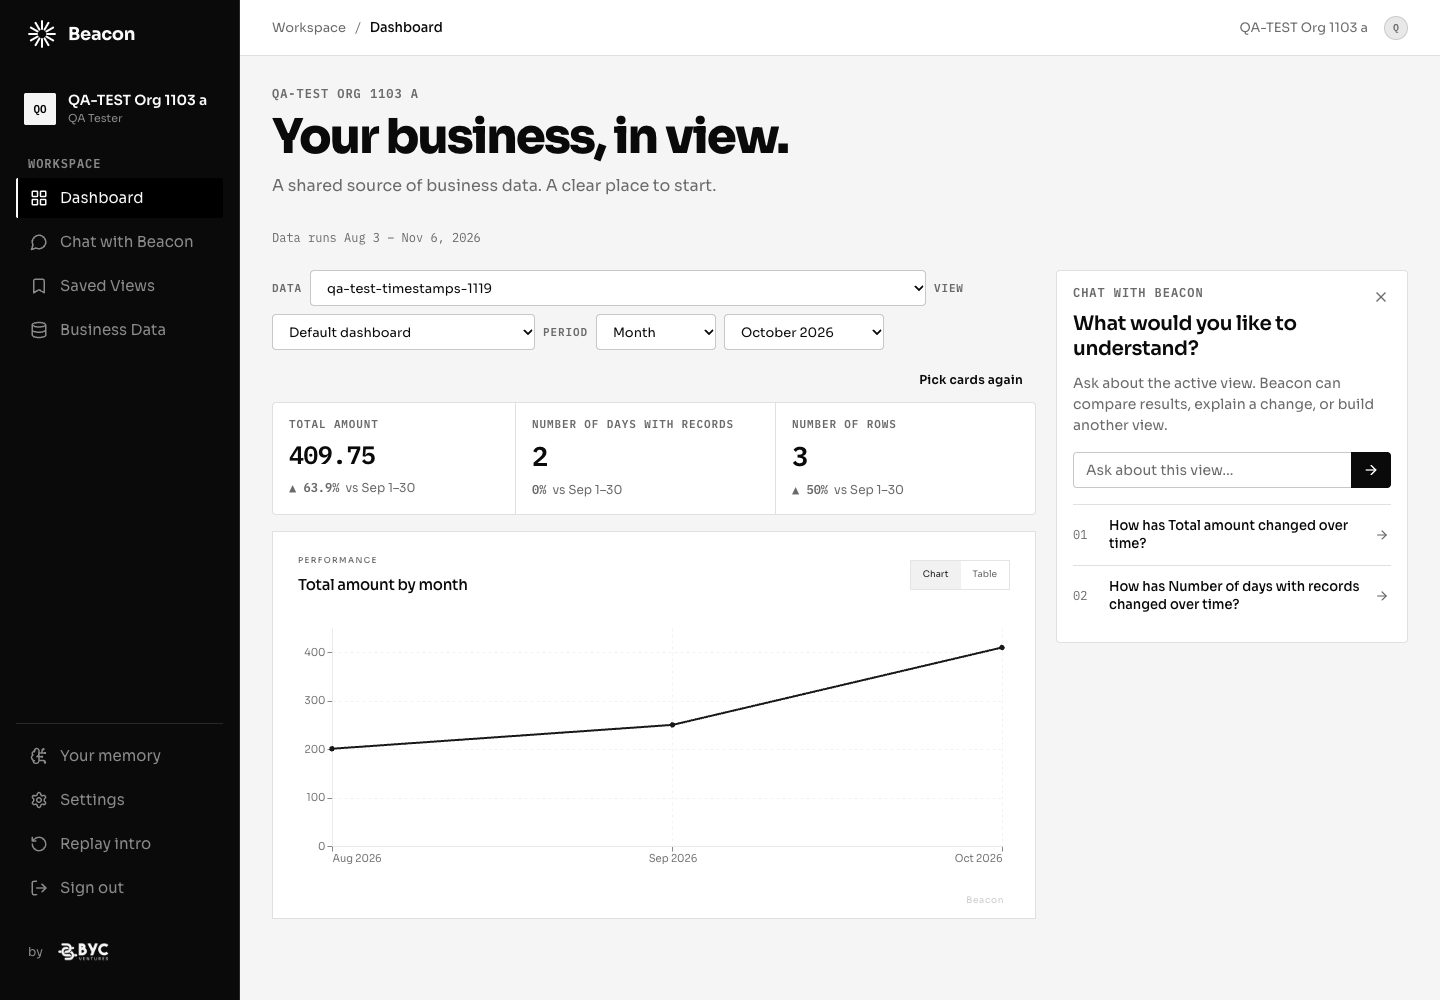 Beacon
QO
QA-TEST Org 1103 a
QA Tester
WORKSPACE
Dashboard
Chat with Beacon
Saved Views
Business Data
Your memory
Settings
Replay intro
Sign out
by
BYC
VENTURES
Workspace / Dashboard
QA-TEST Org 1103 a
Q
QA-TEST ORG 1103 A
Your business, in view.
A shared source of business data. A clear place to start.
Data runs Aug 3 – Nov 6, 2026
DATA qa-test-timestamps-1119 VIEW
Default dashboard PERIOD Month October 2026
Pick cards again
TOTAL AMOUNT
409.75
▲ 63.9% vs Sep 1–30
NUMBER OF DAYS WITH RECORDS
2
0% vs Sep 1–30
NUMBER OF ROWS
3
▲ 50% vs Sep 1–30
PERFORMANCE
Total amount by month
Chart Table
400
300
200
100
0
Aug 2026 Sep 2026 Oct 2026
Beacon
CHAT WITH BEACON
What would you like to
understand?
Ask about the active view. Beacon can
compare results, explain a change, or build
another view.
Ask about this view...
01 How has Total amount changed over
time?
02 How has Number of days with records
changed over time?